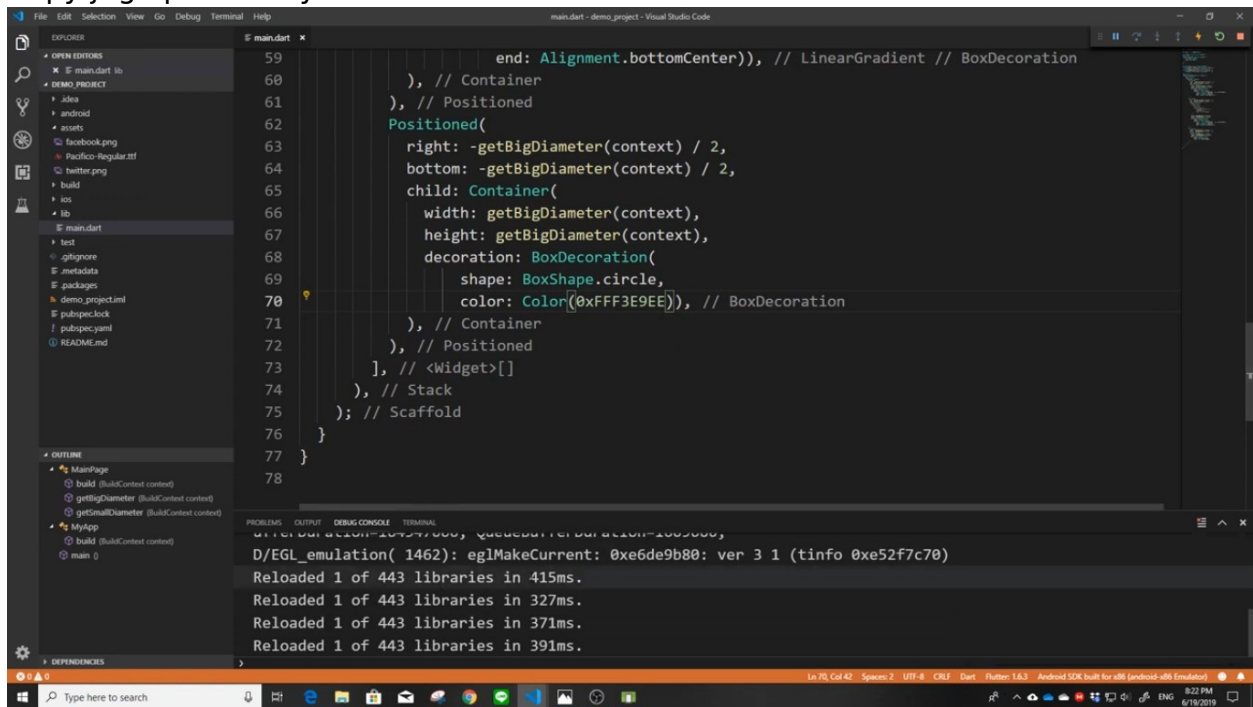 File Edit Selection View Go Debug Terminal Help
main.dart - demo_project - Visual Studio Code
EXPLORER
OPEN EDITORS
main.dart lib
DEMO_PROJECT
.idea
android
assets
facebook.png
Pacifico-Regular.ttf
twitter.png
build
ios
lib
main.dart
test
.gitignore
.metadata
.packages
demo_project.iml
pubspec.lock
pubspec.yaml
README.md
OUTLINE
MainPage
build (BuildContext context)
getBigDiameter (BuildContext context)
getSmallDiameter (BuildContext context)
MyApp
build (BuildContext context)
main ()
DEPENDENCIES
main.dart
59 end: Alignment.bottomCenter)), // LinearGradient // BoxDecoration
60 ), // Container
61 ), // Positioned
62 Positioned(
63 right: -getBigDiameter(context) / 2,
64 bottom: -getBigDiameter(context) / 2,
65 child: Container(
66 width: getBigDiameter(context),
67 height: getBigDiameter(context),
68 decoration: BoxDecoration(
69 shape: BoxShape.circle,
70 color: Color(0xFFF3E9EE)), // BoxDecoration
71 ), // Container
72 ), // Positioned
73 ], // <Widget>[]
74 ), // Stack
75 ); // Scaffold
76 }
77 }
78
PROBLEMS OUTPUT DEBUG CONSOLE TERMINAL
D/EGL_emulation( 1462): eglMakeCurrent: 0xe6de9b80: ver 3 1 (tinfo 0xe52f7c70)
Reloaded 1 of 443 libraries in 415ms.
Reloaded 1 of 443 libraries in 327ms.
Reloaded 1 of 443 libraries in 371ms.
Reloaded 1 of 443 libraries in 391ms.
0 0
Ln 70, Col 42 Spaces: 2 UTF-8 CRLF Dart Flutter: 1.6.3 Android SDK built for x86 (android-x86 Emulator)
Type here to search
ENG
8:22 PM
6/19/2019